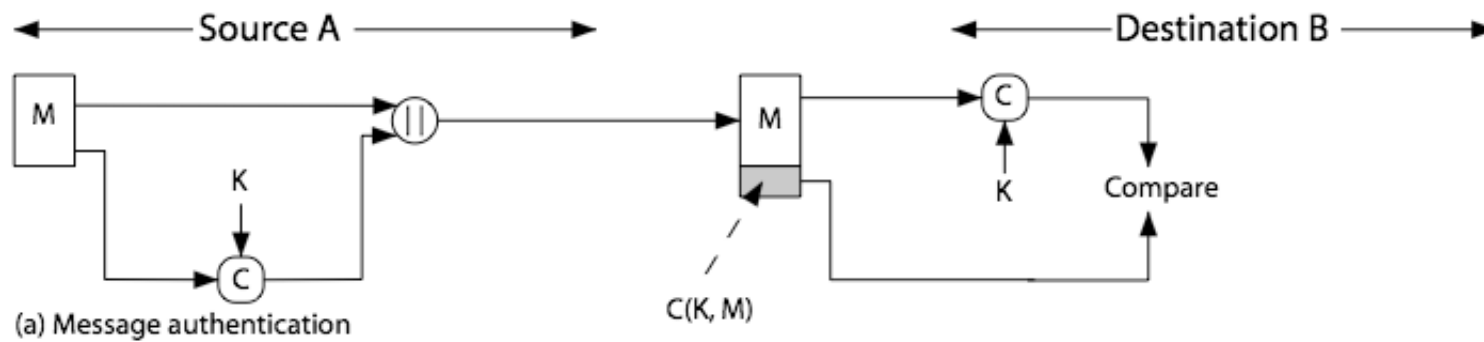 Source A
Destination B
M
||
M
C
K
K
Compare
C
C(K, M)
(a) Message authentication